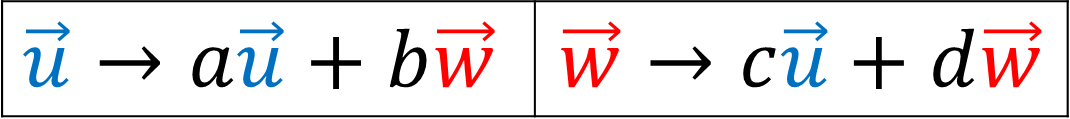 u⃗ → au⃗ + bw⃗ w⃗ → cu⃗ + dw⃗